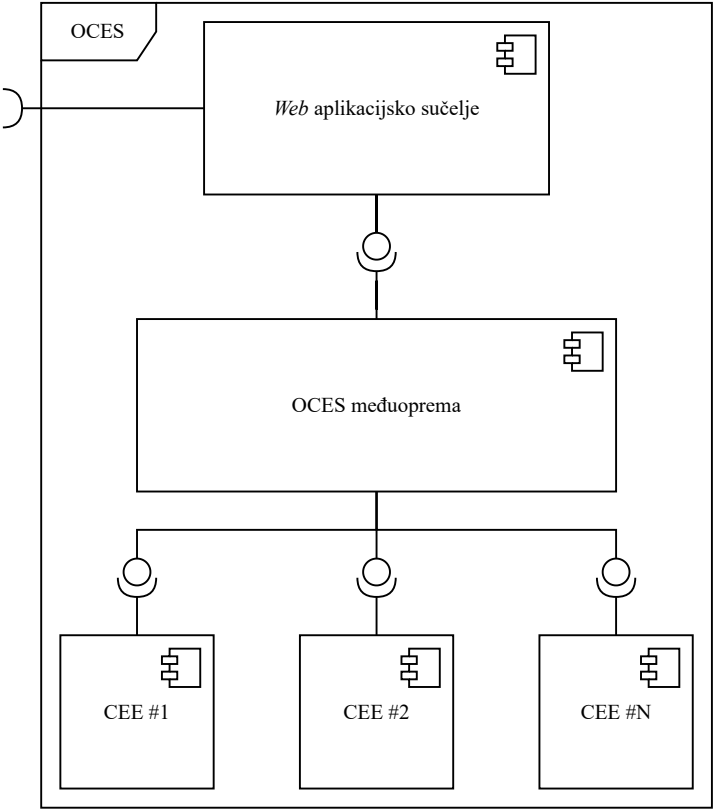 OCES
Web aplikacijsko sučelje
OCES međuoprema
CEE #1
CEE #2
CEE #N